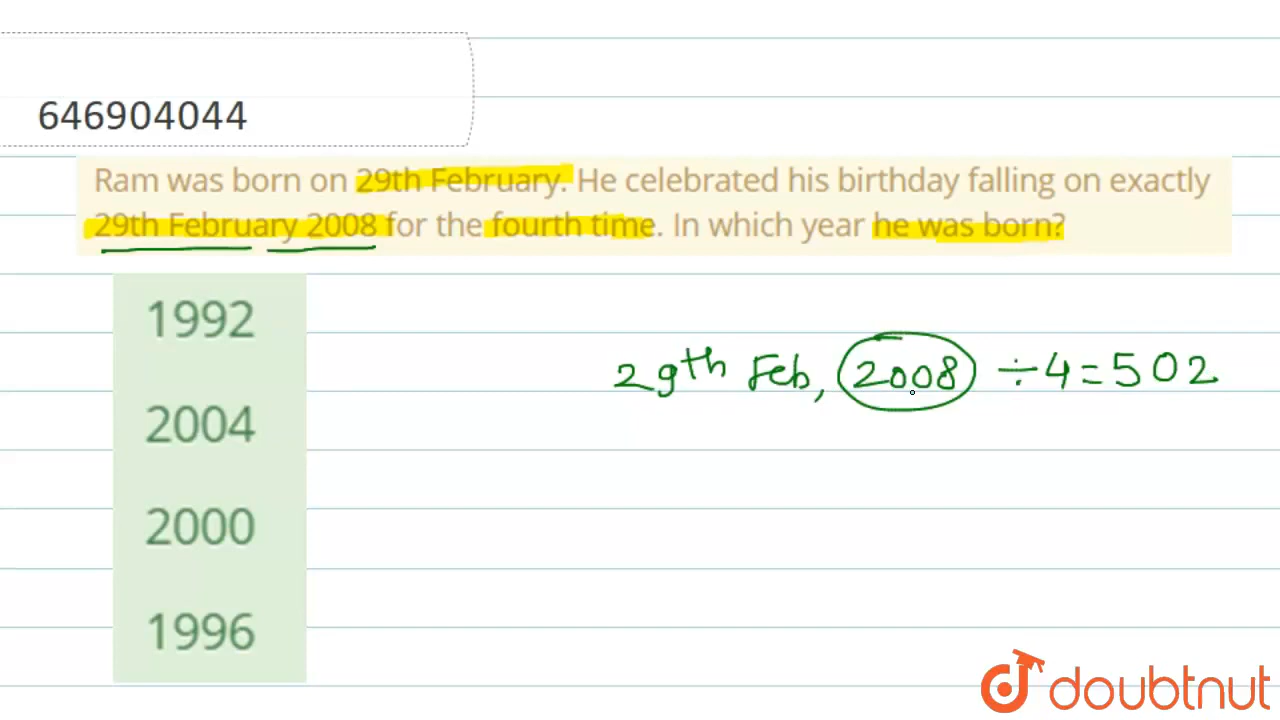 646904044
Ram was born on 29th February. He celebrated his birthday falling on exactly
29th February 2008 for the fourth time. In which year he was born?
1992
29th Feb, 2008 ÷4=502
2004
2000
1996
doubtnut